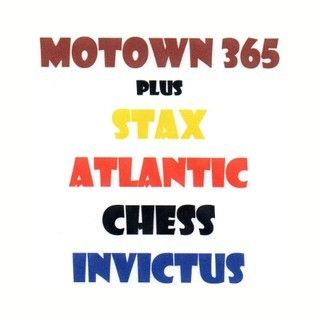 MOTOWN 365
PLUS
STAX
ATLANTIC
CHESS
INVICTUS